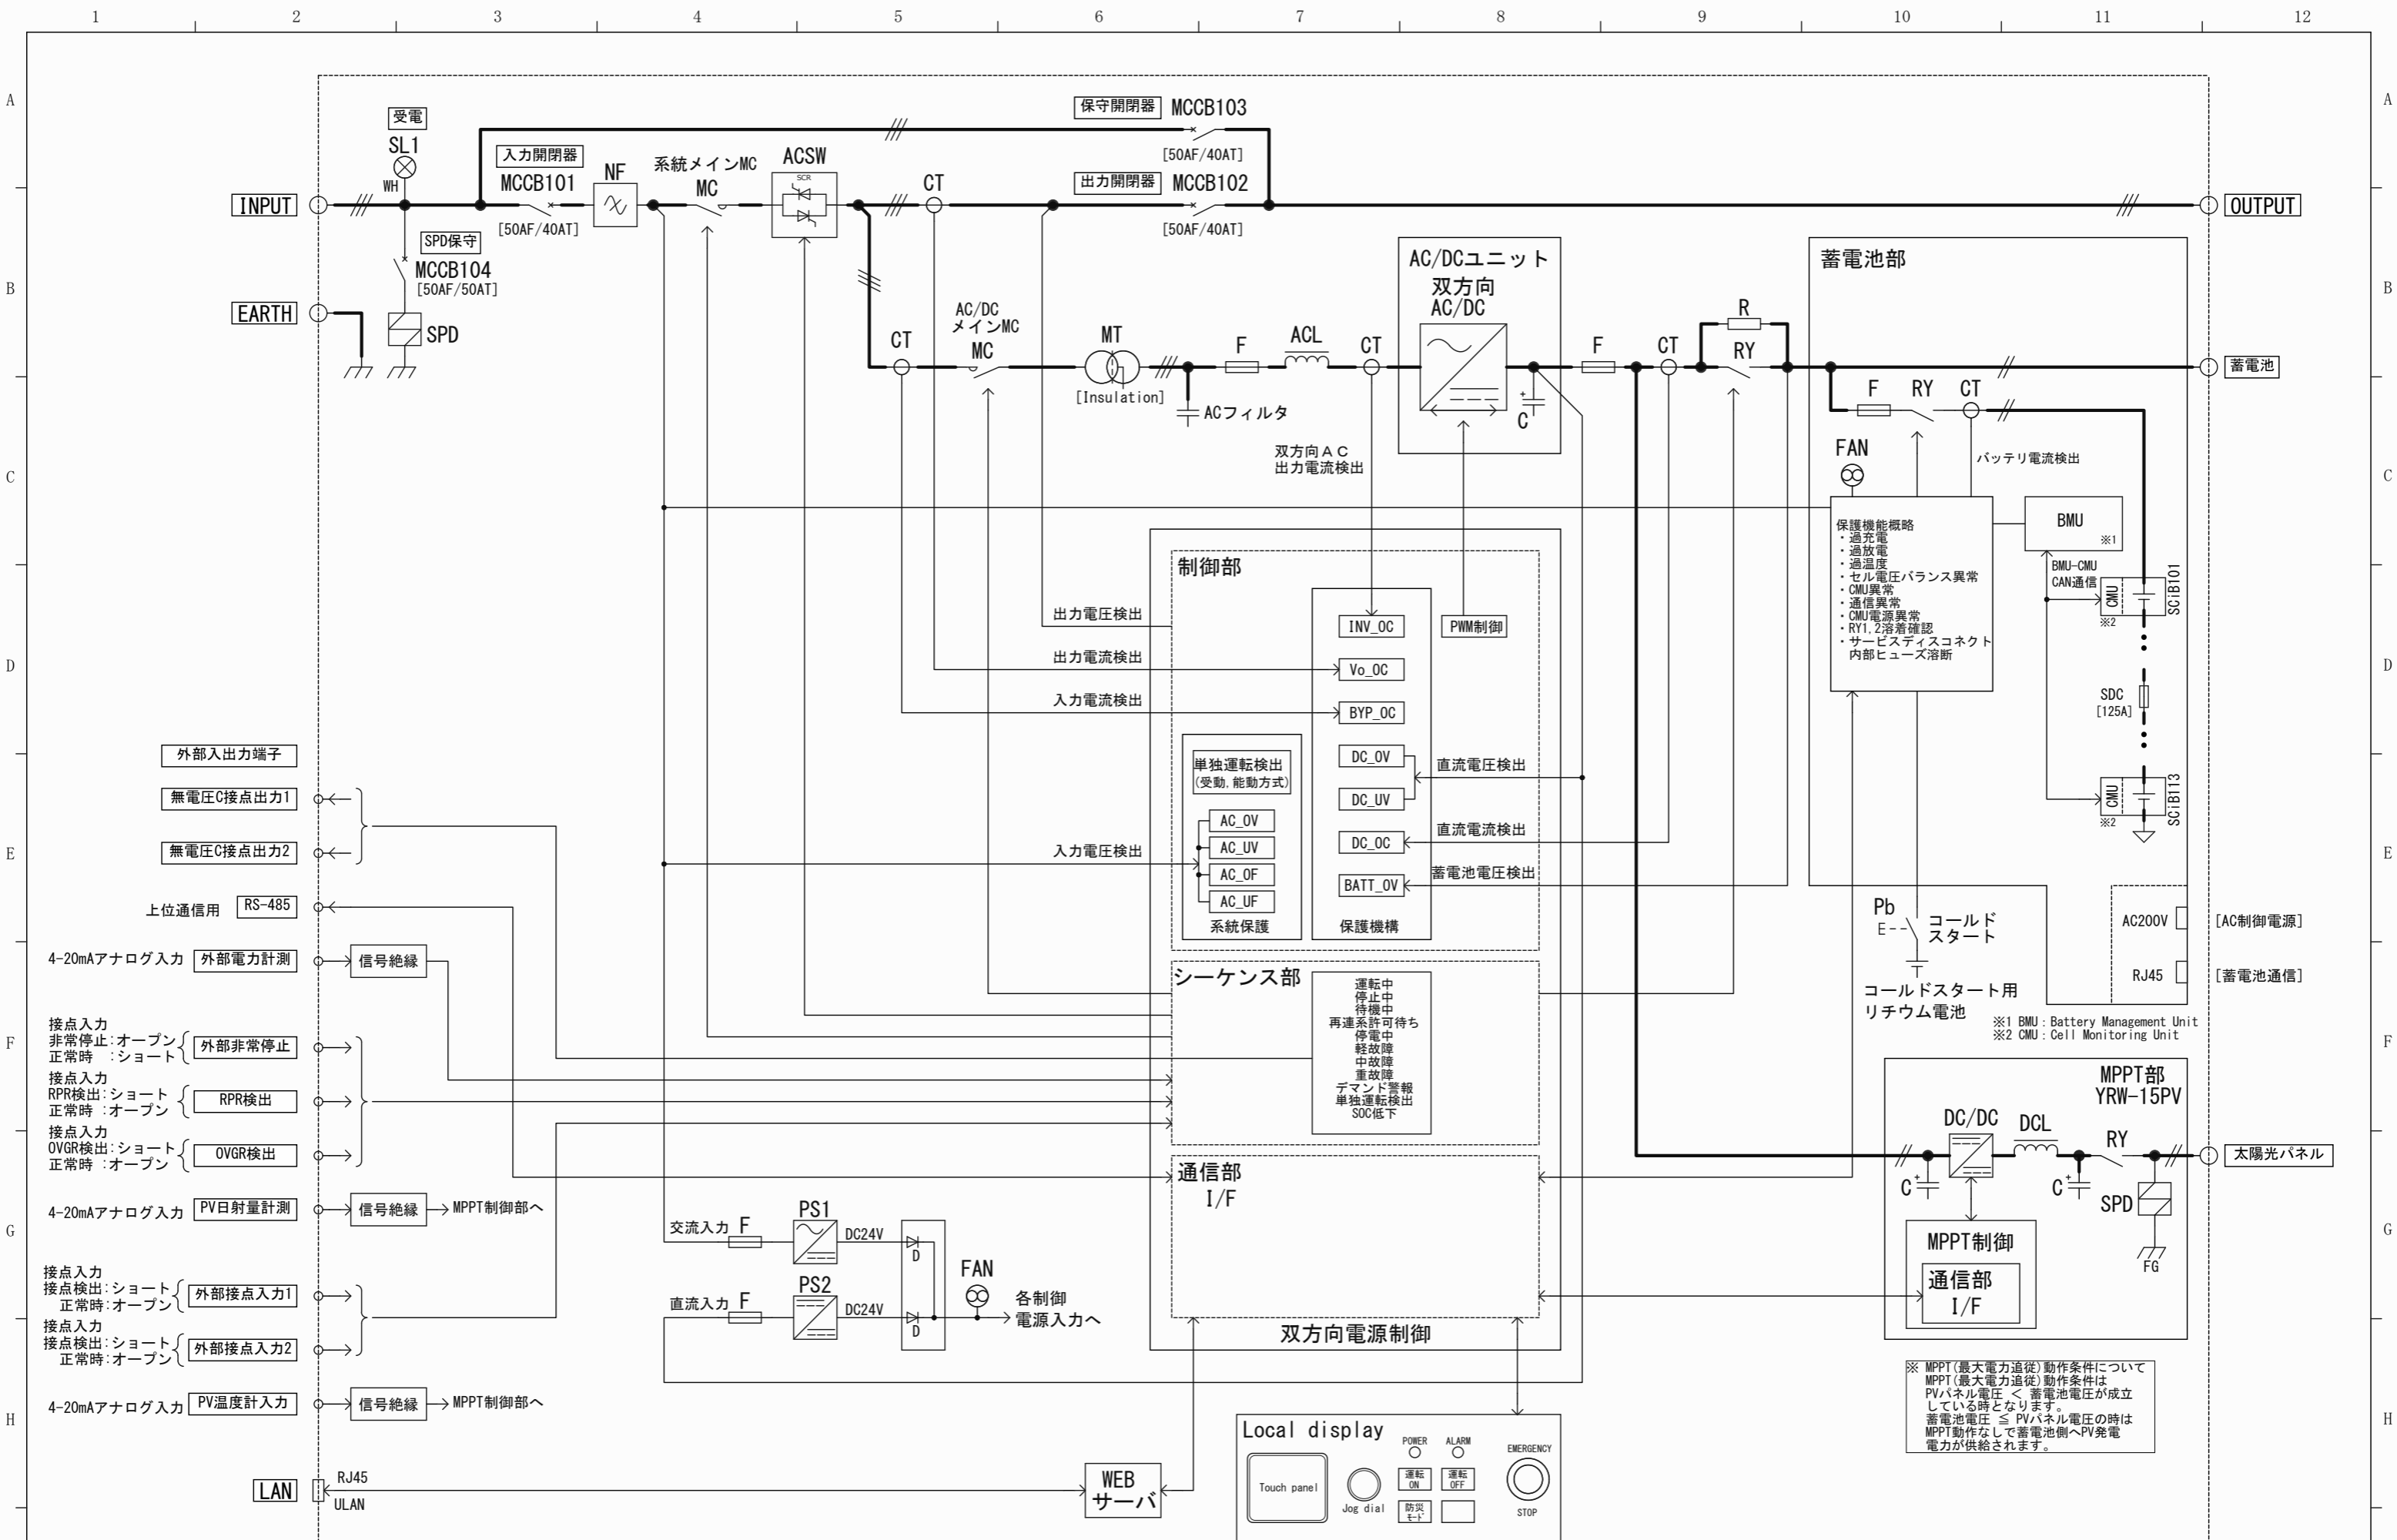 1 2 3 4 5 6 7 8 9 10 11 12
A A
B B
C C
D D
E E
F F
G G
H H
受電
SL1
WH
保守開閉器 MCCB103
[50AF/40AT]
入力開閉器
MCCB101
[50AF/40AT]
NF
系統メインMC
MC
ACSW
SCR
CT
出力開閉器 MCCB102
[50AF/40AT]
INPUT
OUTPUT
SPD保守
MCCB104
[50AF/50AT]
EARTH
SPD
CT
AC/DC
メインMC
MC
MT
[Insulation]
F
ACL
CT
ACフィルタ
AC/DCユニット
双方向
AC/DC
C
+
F
CT
R
RY
蓄電池部
蓄電池
F
RY
CT
双方向AC
出力電流検出
FAN
バッテリ電流検出
保護機能概略
・過充電
・過放電
・過温度
・セル電圧バランス異常
・CMU異常
・通信異常
・CMU電源異常
・RY1,2溶着確認
・サービスディスコネクト
内部ヒューズ溶断
BMU
※1
BMU-CMU
CAN通信
CMU
※2
SCiB101
SDC
[125A]
CMU
※2
SCiB113
制御部
出力電圧検出
出力電流検出
入力電流検出
入力電圧検出
INV_OC
PWM制御
Vo_OC
BYP_OC
DC_OV
DC_UV
DC_OC
BATT_OV
保護機構
直流電圧検出
直流電流検出
蓄電池電圧検出
単独運転検出
(受動,能動方式)
AC_OV
AC_UV
AC_OF
AC_UF
系統保護
外部入出力端子
無電圧C接点出力1
無電圧C接点出力2
上位通信用 RS-485
4-20mAアナログ入力 外部電力計測 信号絶縁
接点入力
非常停止:オープン
正常時 :ショート
外部非常停止
接点入力
RPR検出:ショート
正常時 :オープン
RPR検出
接点入力
OVGR検出:ショート
正常時 :オープン
OVGR検出
4-20mAアナログ入力 PV日射量計測 信号絶縁 MPPT制御部へ
接点入力
接点検出:ショート
正常時:オープン
外部接点入力1
接点入力
接点検出:ショート
正常時:オープン
外部接点入力2
4-20mAアナログ入力 PV温度計入力 信号絶縁 MPPT制御部へ
LAN
RJ45
ULAN
シーケンス部
運転中
停止中
待機中
再連系許可待ち
停電中
軽故障
中故障
重故障
デマンド警報
単独運転検出
SOC低下
通信部
I/F
双方向電源制御
交流入力 F
PS1
DC24V
D
直流入力 F
PS2
DC24V
D
FAN
各制御
電源入力へ
WEB
サーバ
Pb
E
コールド
スタート
コールドスタート用
リチウム電池
AC200V
[AC制御電源]
RJ45
[蓄電池通信]
※1 BMU:Battery Management Unit
※2 CMU:Cell Monitoring Unit
MPPT部
YRW-15PV
DC/DC
DCL
RY
C
+
C
+
SPD
FG
太陽光パネル
MPPT制御
通信部
I/F
※ MPPT(最大電力追従)動作条件について
MPPT(最大電力追従)動作条件は
PVパネル電圧 < 蓄電池電圧が成立
している時となります。
蓄電池電圧 ≦ PVパネル電圧の時は
MPPT動作なしで蓄電池側へPV発電
電力が供給されます。
Local display
Touch panel
Jog dial
POWER
ALARM
運転
ON
運転
OFF
防災
モード
EMERGENCY
STOP